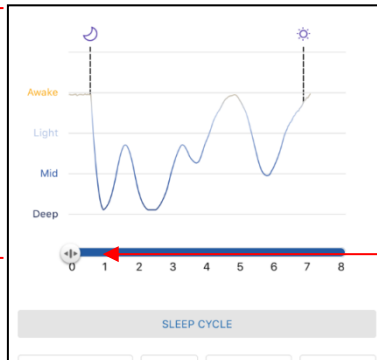 Awake
Light
Mid
Deep
0 1 2 3 4 5 6 7 8
SLEEP CYCLE